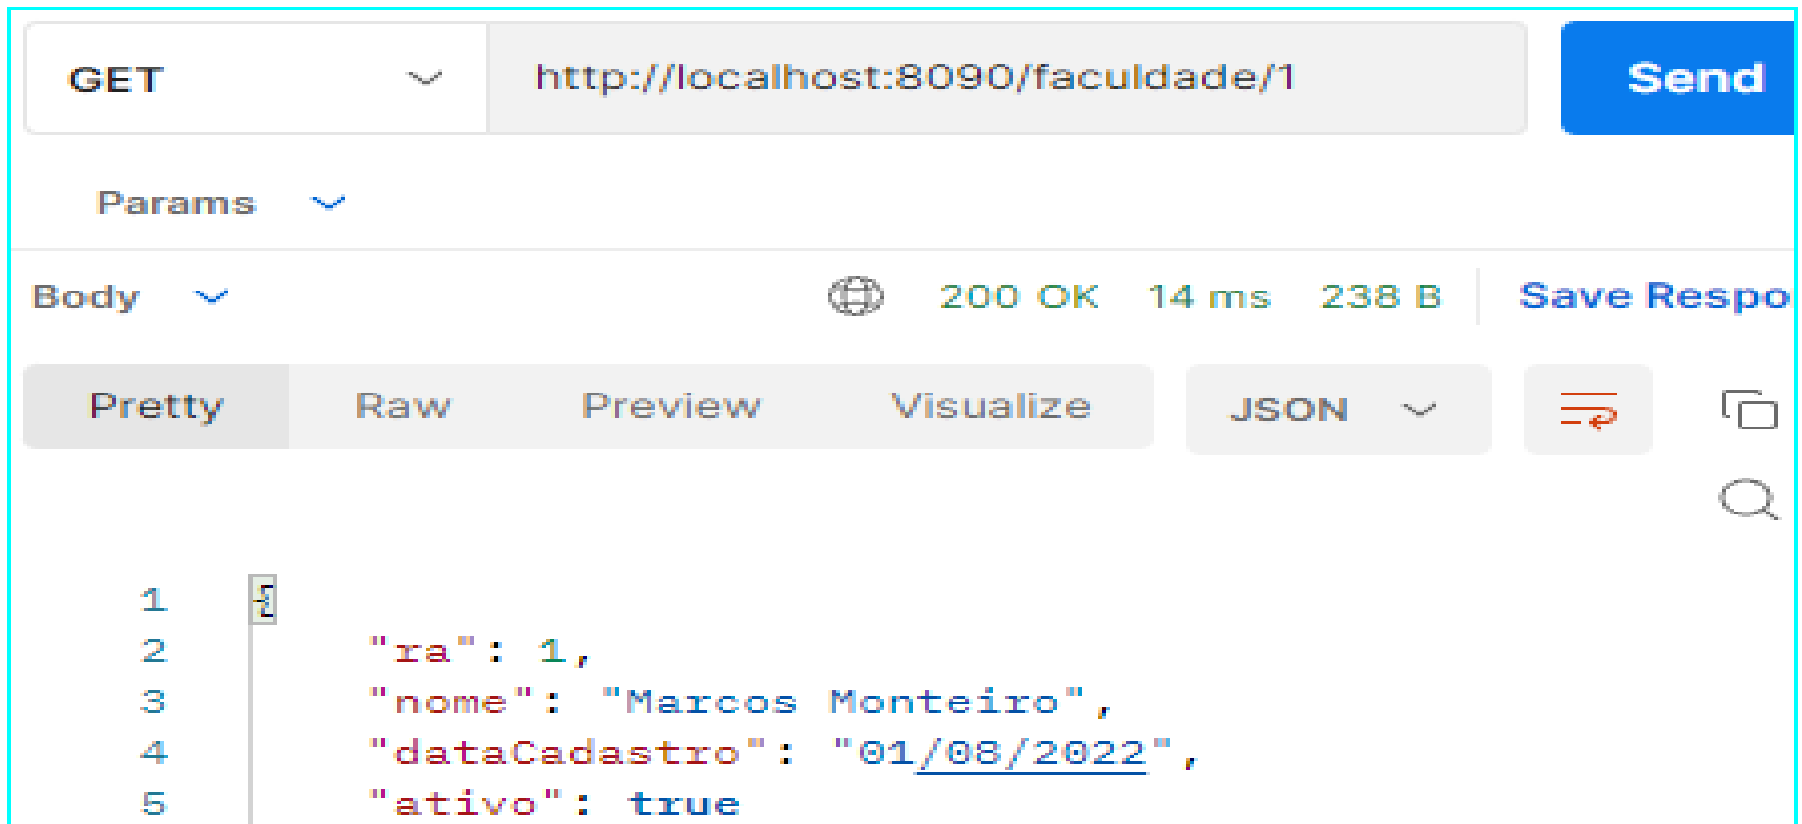 GET http://localhost:8090/faculdade/1 Send
Params
Body 200 OK 14 ms 238 B Save Respo
Pretty Raw Preview Visualize JSON
1 {
2 "ra": 1,
3 "nome": "Marcos Monteiro",
4 "dataCadastro": "01/08/2022",
5 "ativo": true